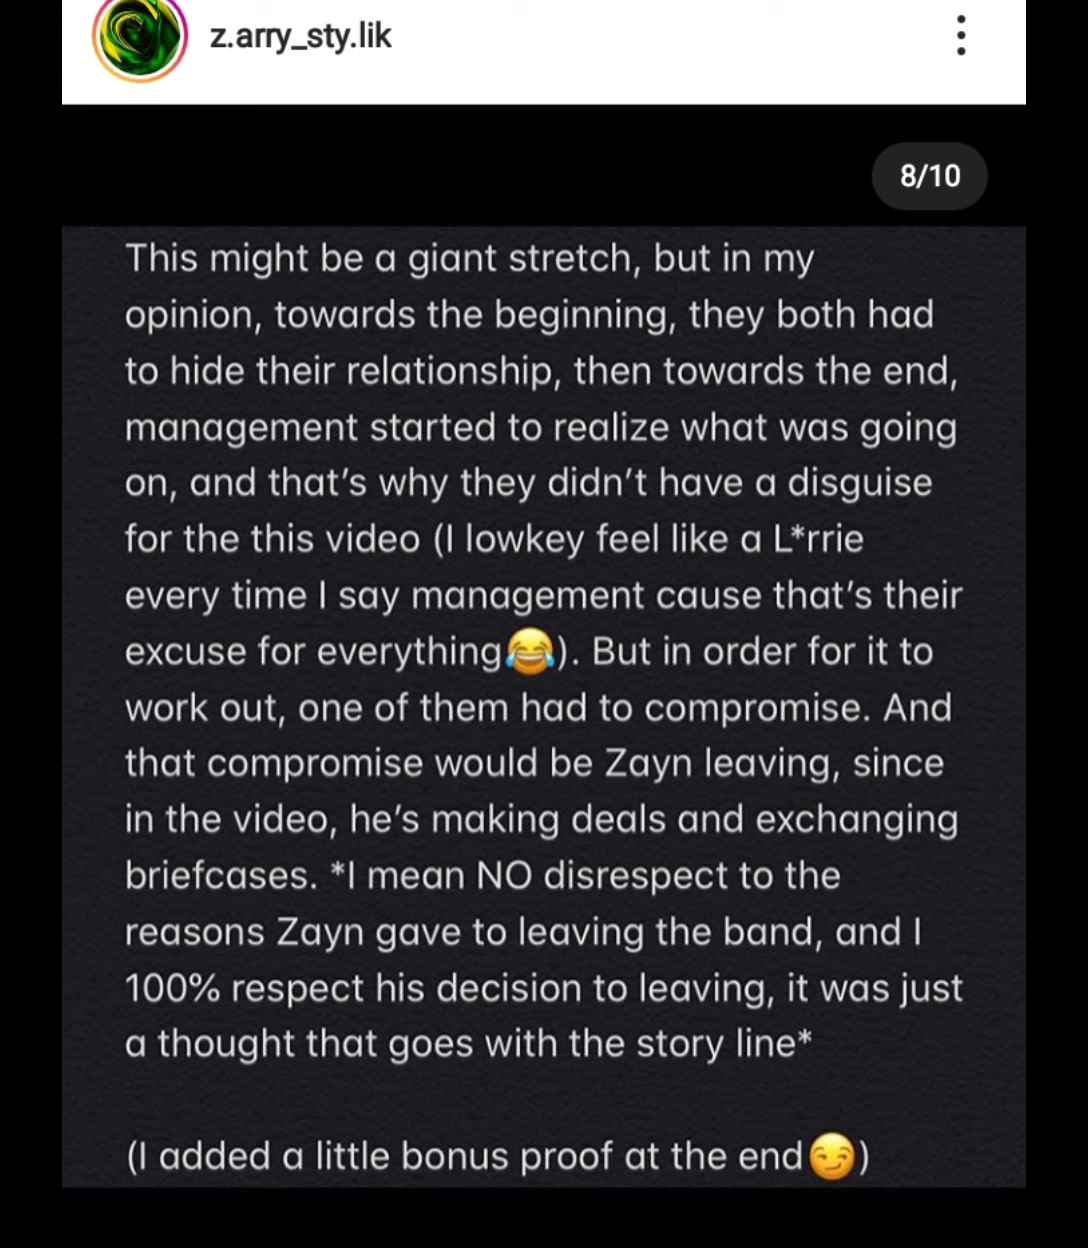 z.arry_sty.lik
8/10
This might be a giant stretch, but in my
opinion, towards the beginning, they both had
to hide their relationship, then towards the end,
management started to realize what was going
on, and that's why they didn't have a disguise
for the this video (I lowkey feel like a L*rrie
every time I say management cause that's their
excuse for everything😂). But in order for it to
work out, one of them had to compromise. And
that compromise would be Zayn leaving, since
in the video, he's making deals and exchanging
briefcases. *I mean NO disrespect to the
reasons Zayn gave to leaving the band, and I
100% respect his decision to leaving, it was just
a thought that goes with the story line*
(I added a little bonus proof at the end😏)